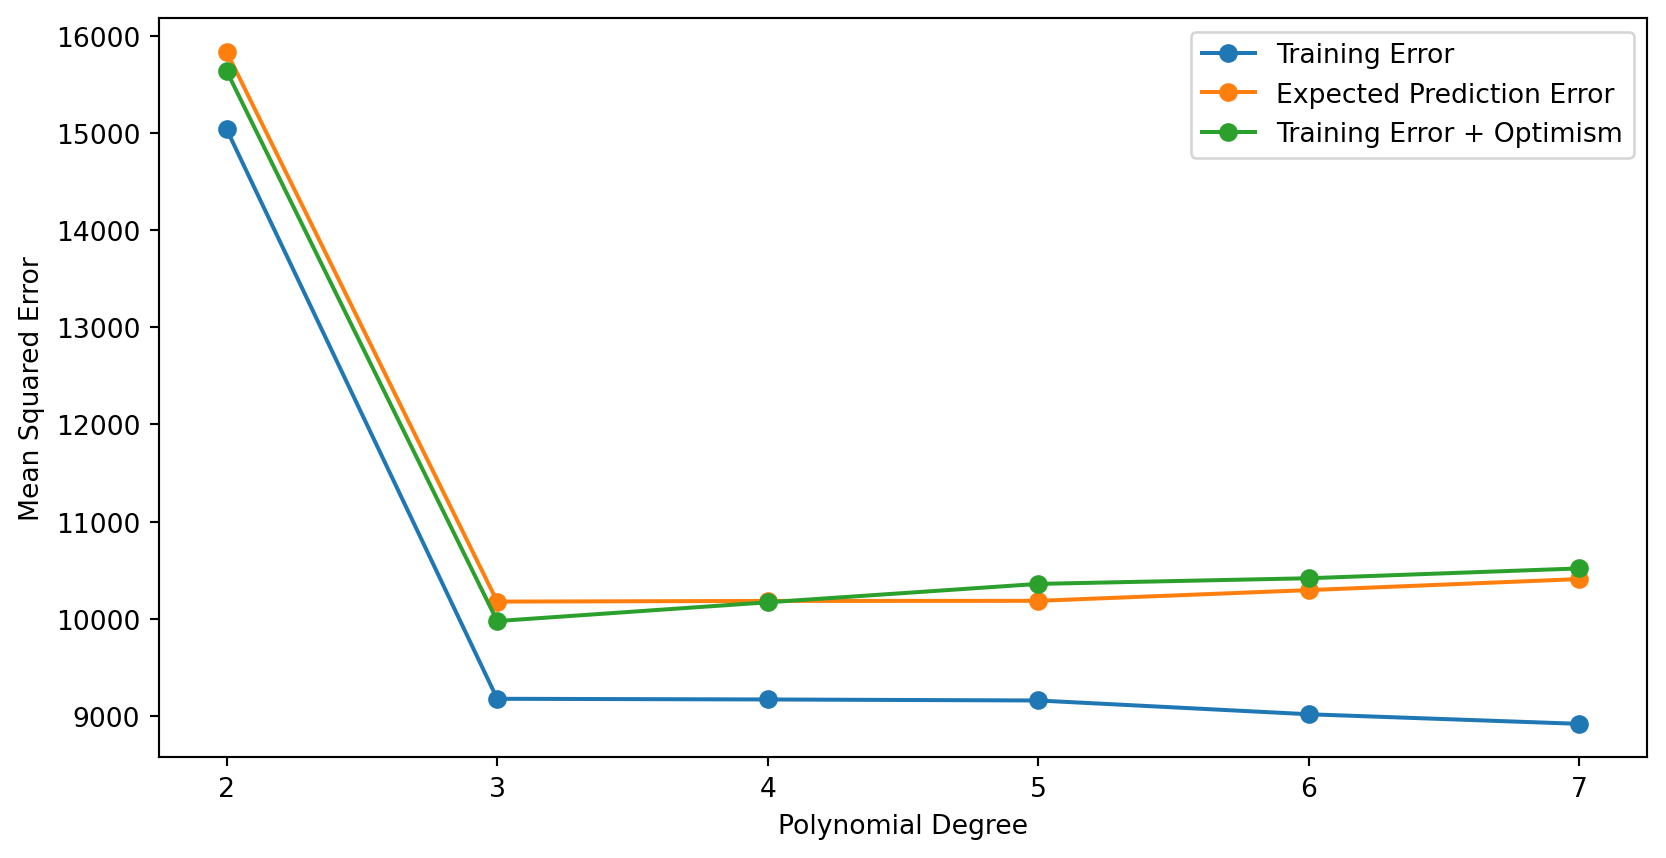 16000
15000
14000
13000
12000
11000
10000
9000
Mean Squared Error
2 3 4 5 6 7
Polynomial Degree
Training Error
Expected Prediction Error
Training Error + Optimism